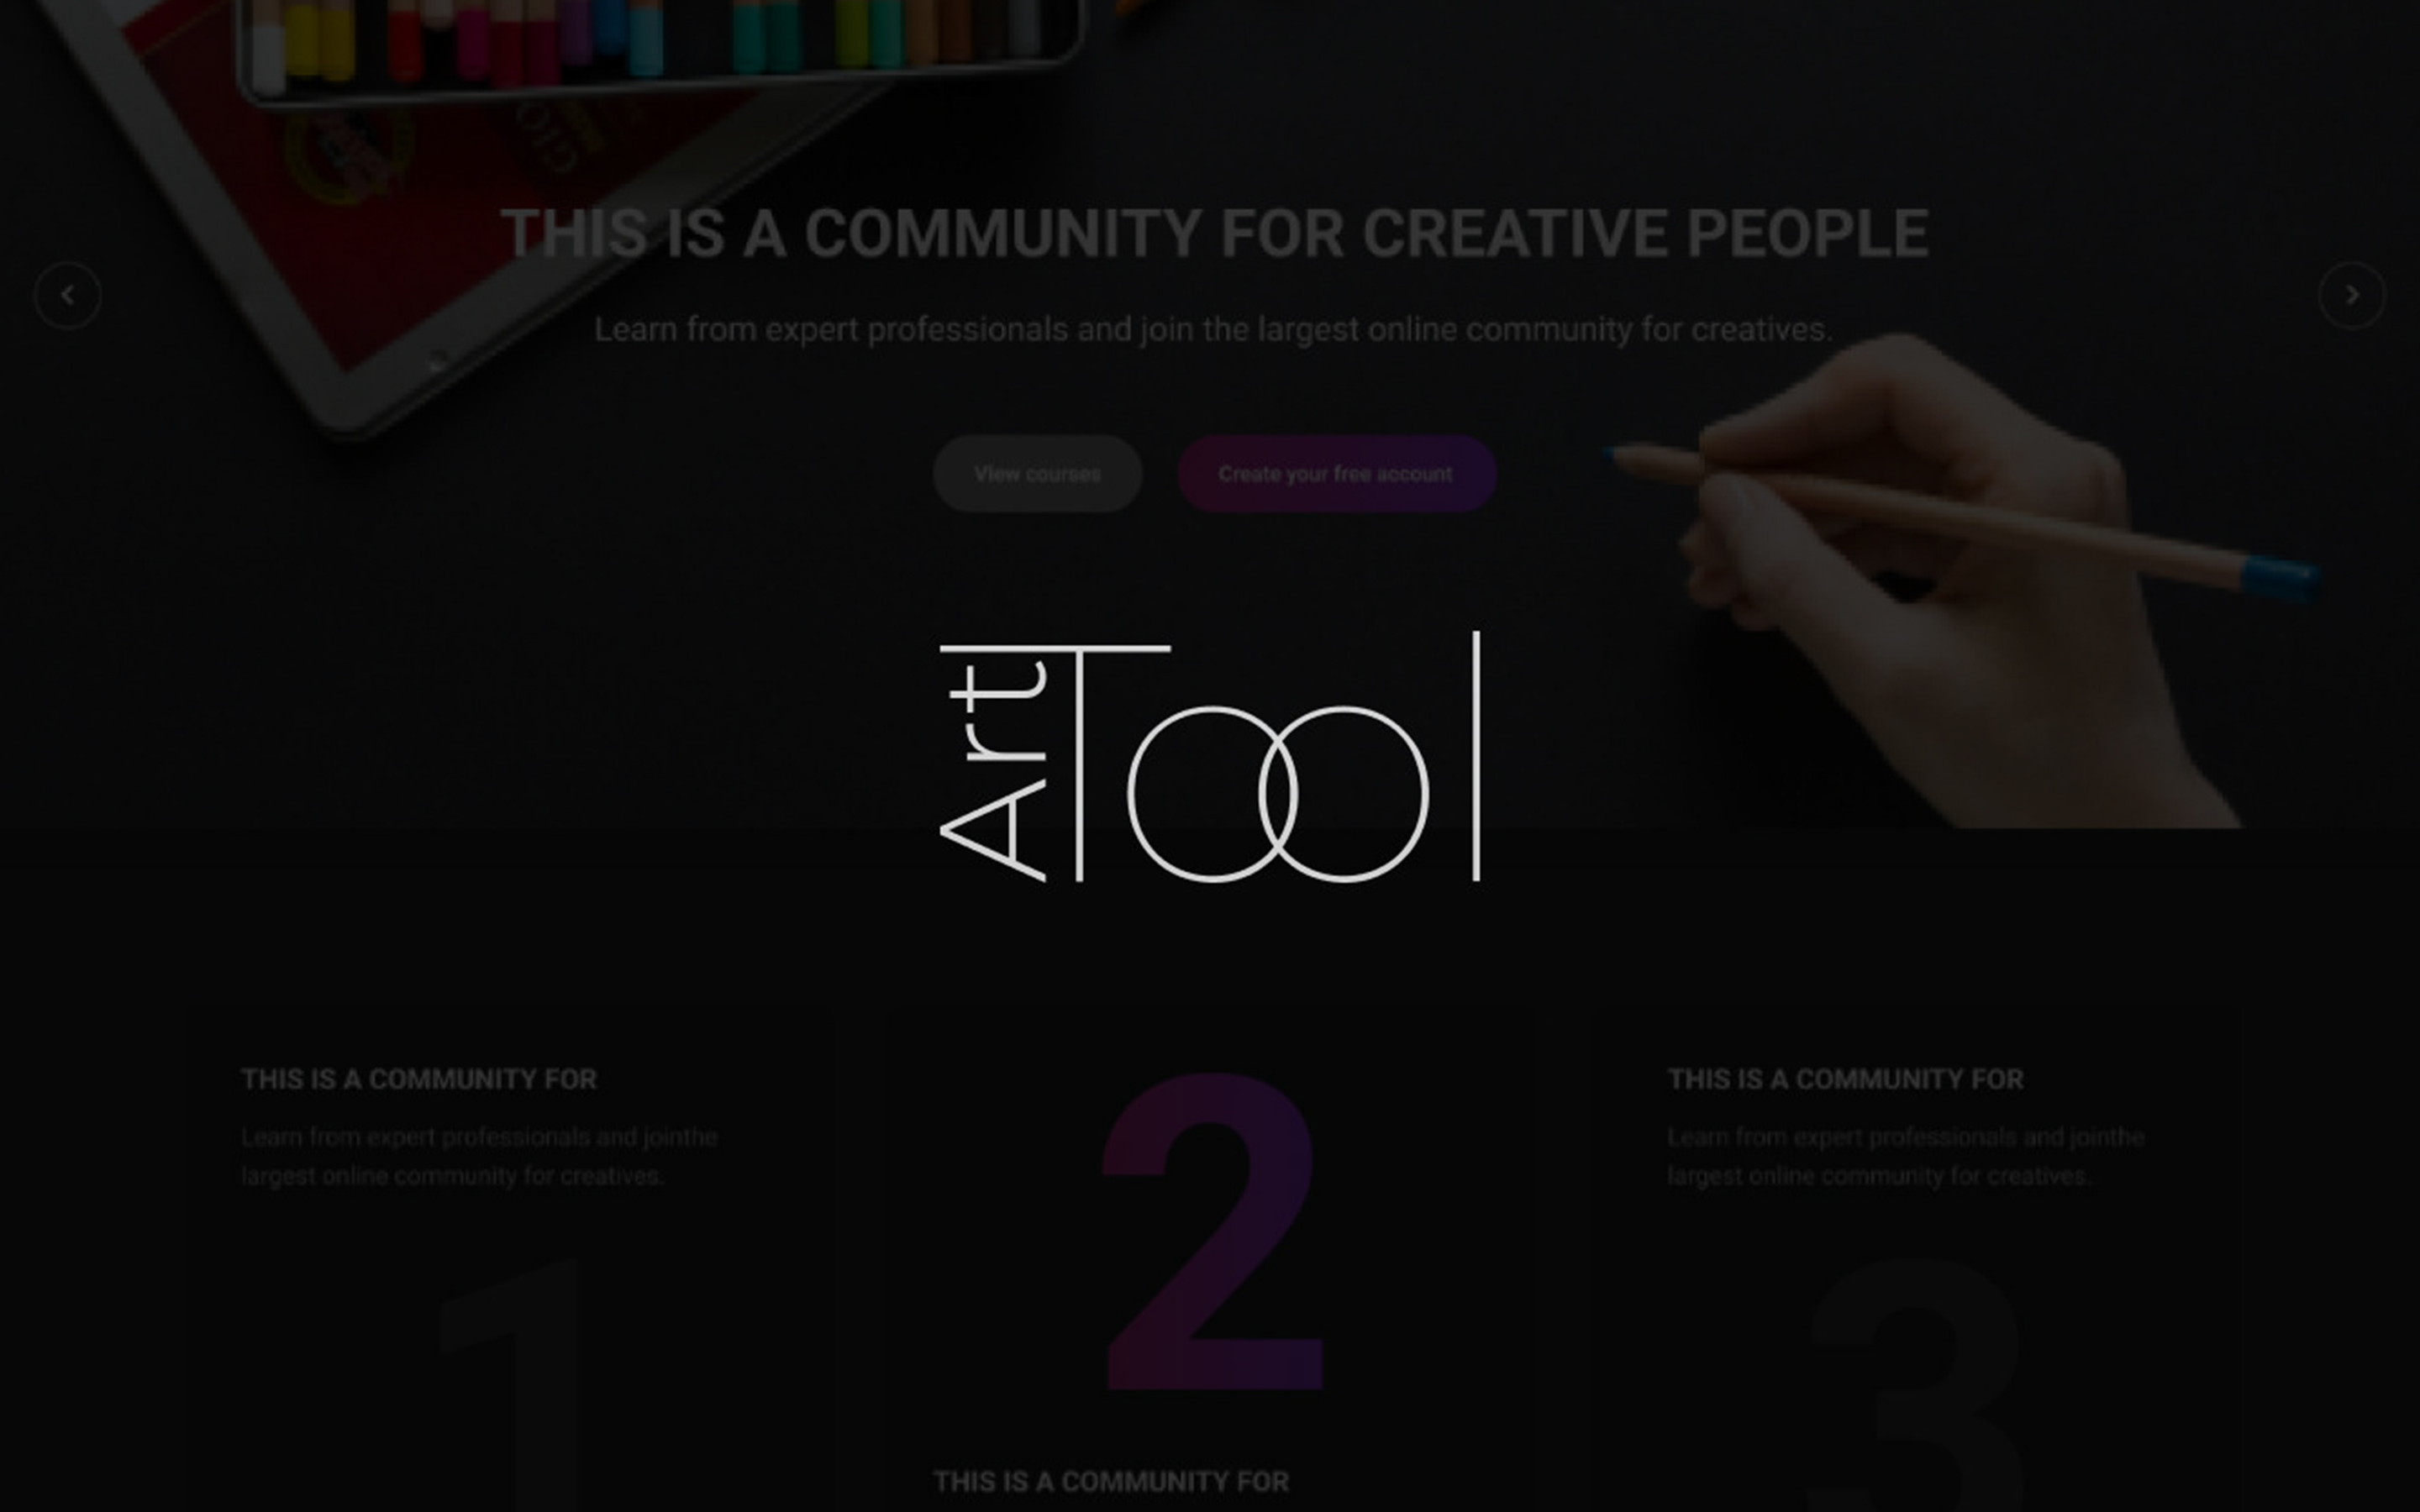 THIS IS A COMMUNITY FOR CREATIVE PEOPLE
Learn from expert professionals and join the largest online community for creatives.
View courses
Create your free account
Art
Tool
THIS IS A COMMUNITY FOR
Learn from expert professionals and jointhe
largest online community for creatives.
1
2
THIS IS A COMMUNITY FOR
THIS IS A COMMUNITY FOR
Learn from expert professionals and jointhe
largest online community for creatives.
3